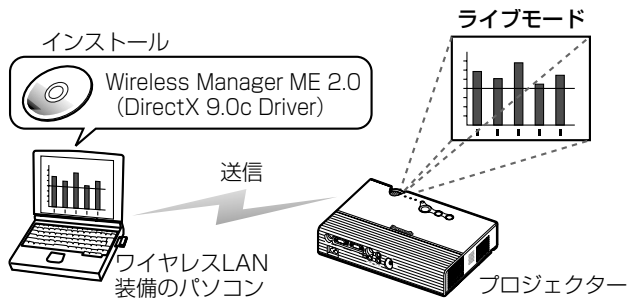 インストール
Wireless Manager ME 2.0
（DirectX 9.0c Driver）
ライブモード
送信
ワイヤレスLAN
装備のパソコン
プロジェクター